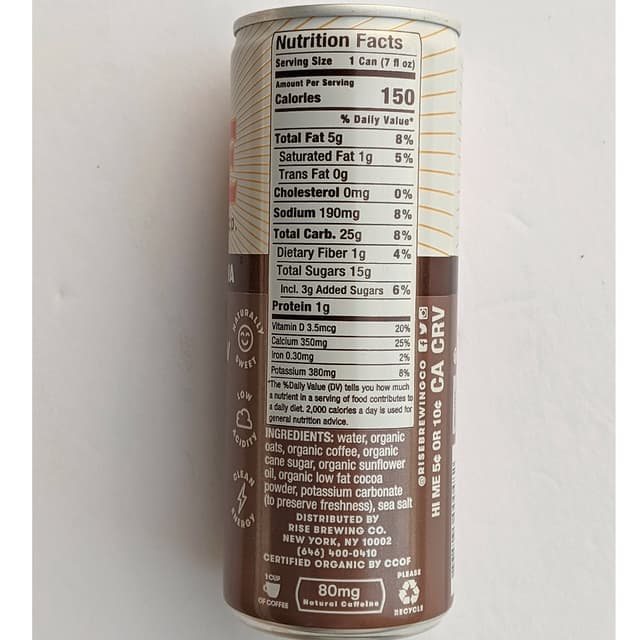 Nutrition Facts
Serving Size 1 Can (7 fl oz)
Amount Per Serving
Calories 150
% Daily Value*
Total Fat 5g 8%
Saturated Fat 1g 5%
Trans Fat 0g
Cholesterol 0mg 0%
Sodium 190mg 8%
Total Carb. 25g 8%
Dietary Fiber 1g 4%
Total Sugars 15g
Incl. 3g Added Sugars 6%
Protein 1g
Vitamin D 3.5mcg 20%
Calcium 350mg 25%
Iron 0.30mg 2%
Potassium 380mg 8%
*The %Daily Value (DV) tells you how much
a nutrient in a serving of food contributes to
a daily diet. 2,000 calories a day is used for
general nutrition advice.
INGREDIENTS: water, organic
oats, organic coffee, organic
cane sugar, organic sunflower
oil, organic low fat cocoa
powder, potassium carbonate
(to preserve freshness), sea salt
DISTRIBUTED BY
RISE BREWING CO.
NEW YORK, NY 10002
(646) 400-0410
CERTIFIED ORGANIC BY CCOF
1 CUP
OF COFFEE
80mg
Natural Caffeine
PLEASE
RECYCLE
NATURALLY
SWEET
LOW
ACIDITY
CLEAN
ENERGY
@RISEBREWINGCO
HI ME 5¢ OR 10¢ CA CRV